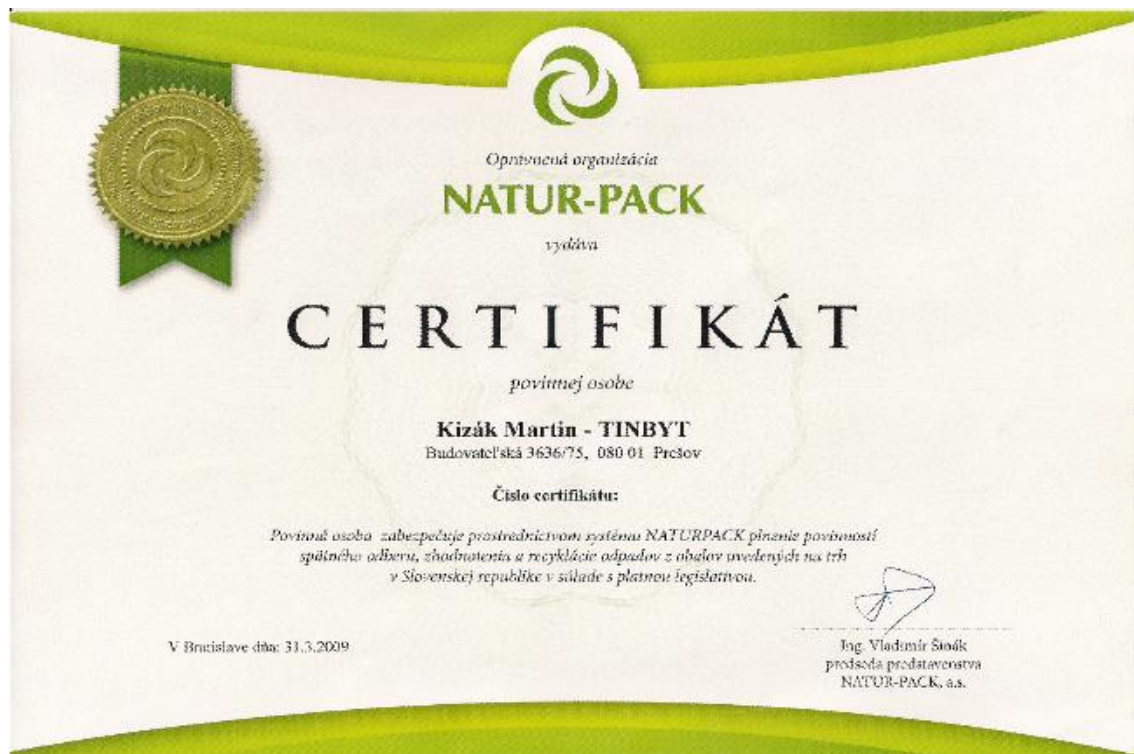 Oprávnená organizácia
NATUR-PACK
vydáva
CERTIFIKÁT
povinnej osobe
Kizák Martin - TINBYT
Budovateľská 3636/75, 080 01 Prešov
Číslo certifikátu:
Povinná osoba zabezpečuje prostredníctvom systému NATURPACK plnenie povinností
spätného odberu, zhodnotenia a recyklácie odpadov z obalov uvedených na trh
v Slovenskej republike v súlade s platnou legislatívou.
V Bratislave dňa: 31.3.2009
Ing. Vladimír Šinák
predseda predstavenstva
NATUR-PACK, a.s.